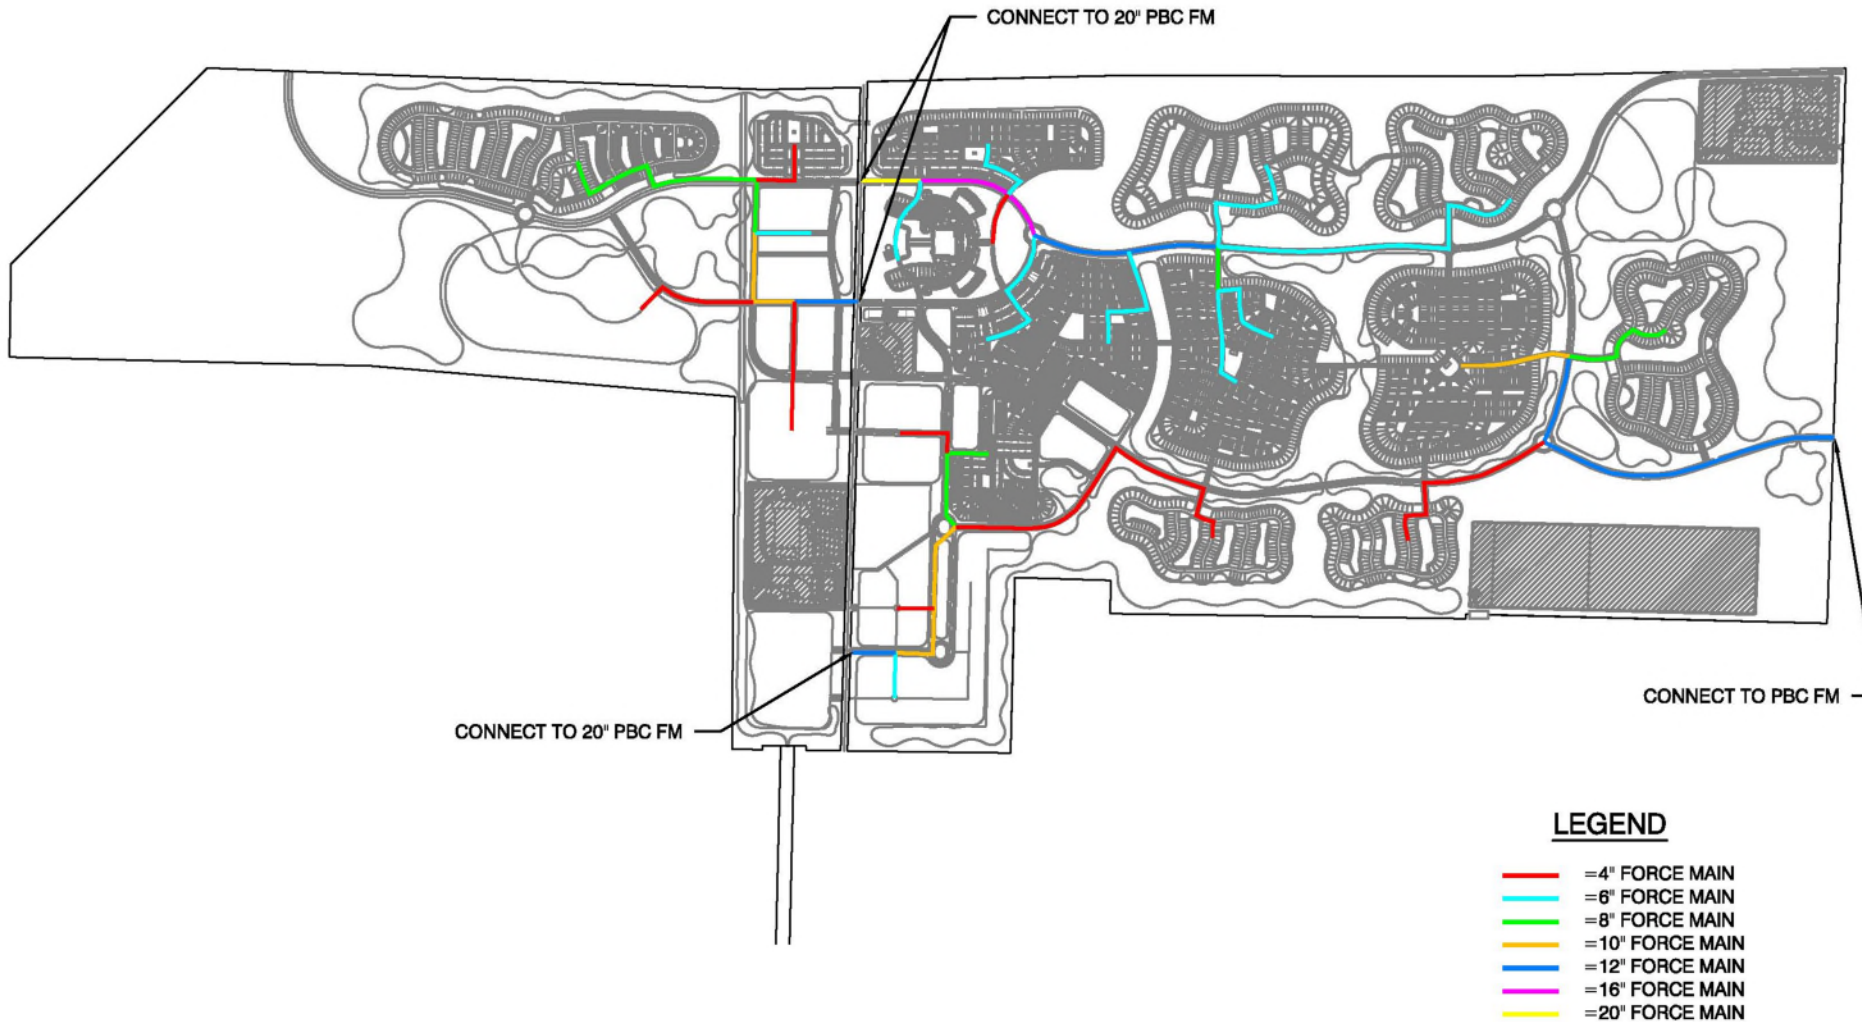 CONNECT TO 20" PBC FM
CONNECT TO 20" PBC FM
CONNECT TO PBC FM
LEGEND
=4" FORCE MAIN
=6" FORCE MAIN
=8" FORCE MAIN
=10" FORCE MAIN
=12" FORCE MAIN
=16" FORCE MAIN
=20" FORCE MAIN